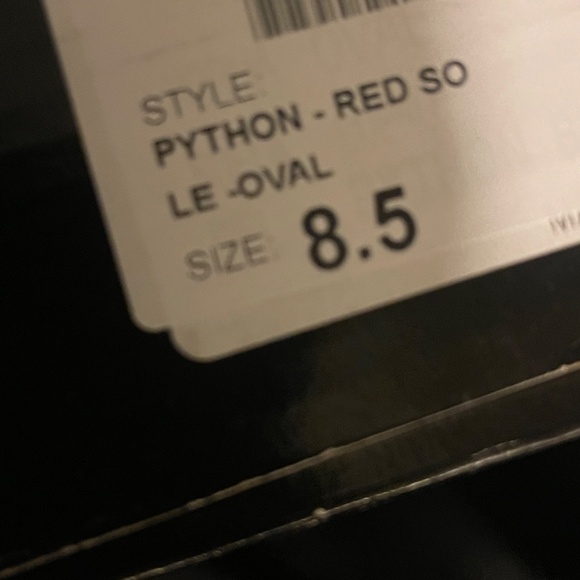 STYLE:
PYTHON - RED SO
LE -OVAL
SIZE 8.5